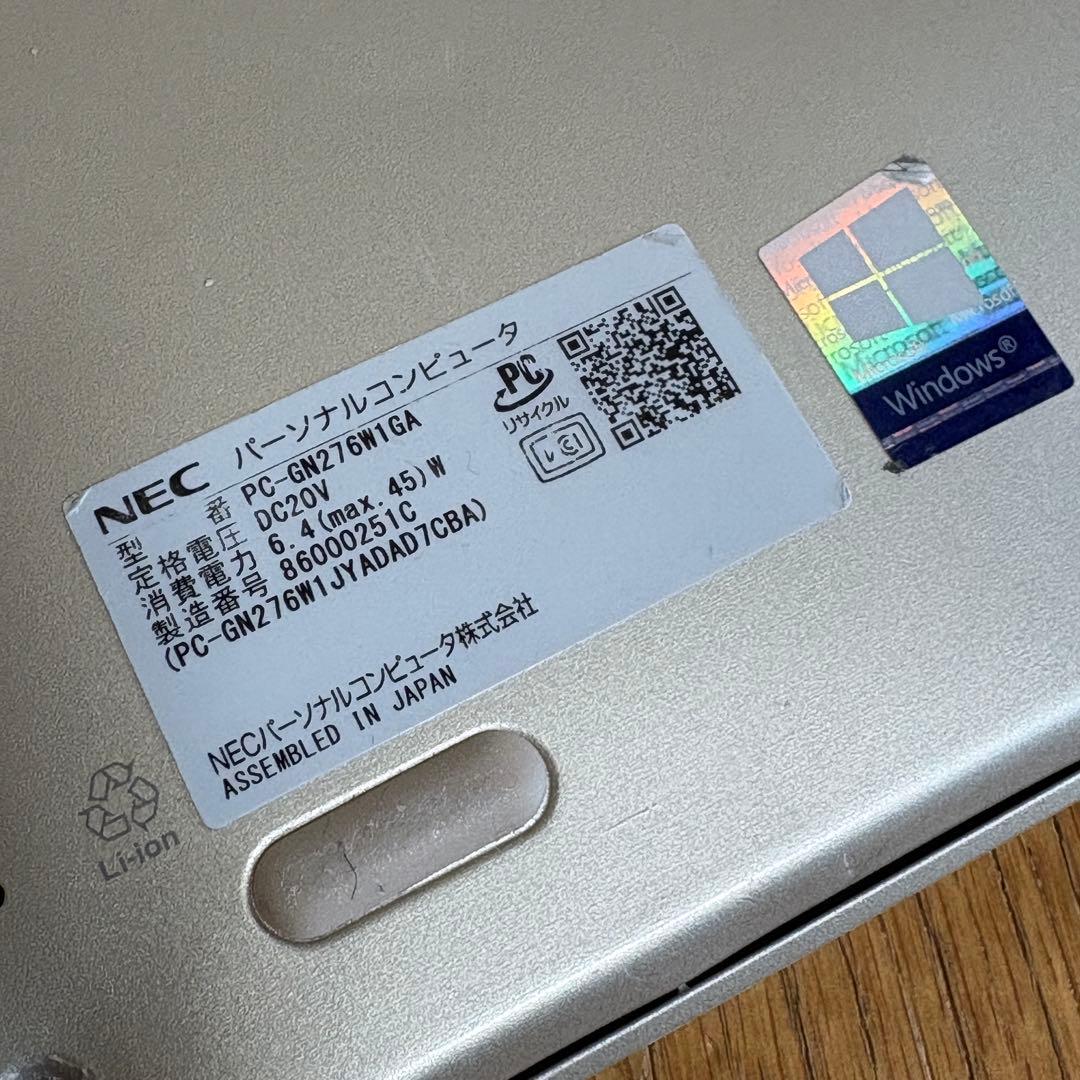 NEC パーソナルコンピュータ
型 番 PC-GN276W1GA
定格電圧 DC20V
消費電力 6.4(max.45)W
製造番号 86000251C
(PC-GN276W1JYADAD7CBA)
PC
リサイクル
VCCI
NECパーソナルコンピュータ株式会社
ASSEMBLED IN JAPAN
Li-ion
Microsoft
Windows®